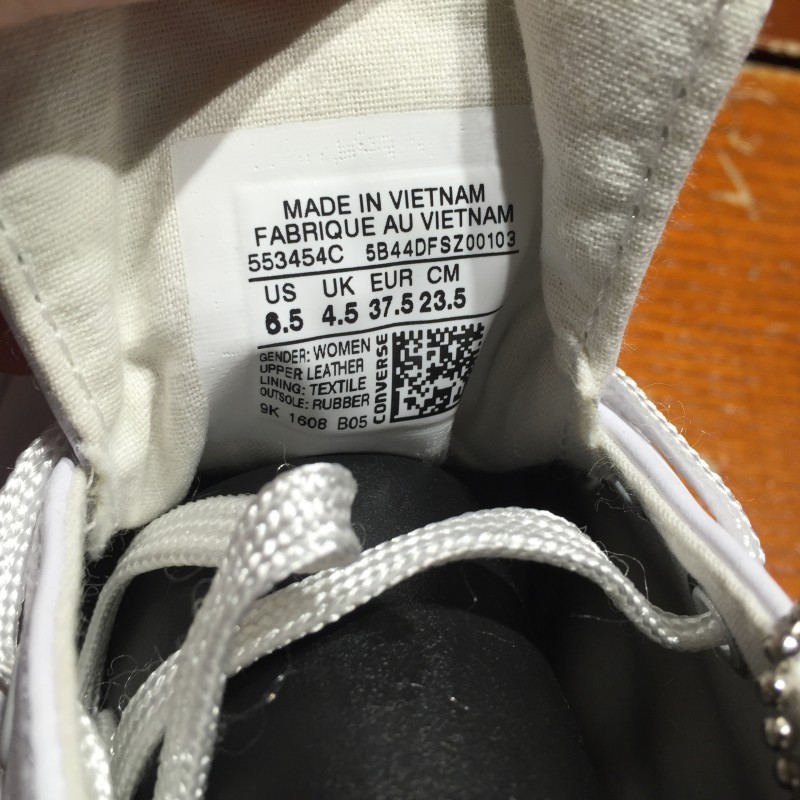 MADE IN VIETNAM
FABRIQUE AU VIETNAM
553454C 5B44DFSZ00103
US UK EUR CM
6.5 4.5 37.5 23.5
GENDER: WOMEN
UPPER: LEATHER
LINING: TEXTILE
OUTSOLE: RUBBER
9K 1608 B05
CONVERSE